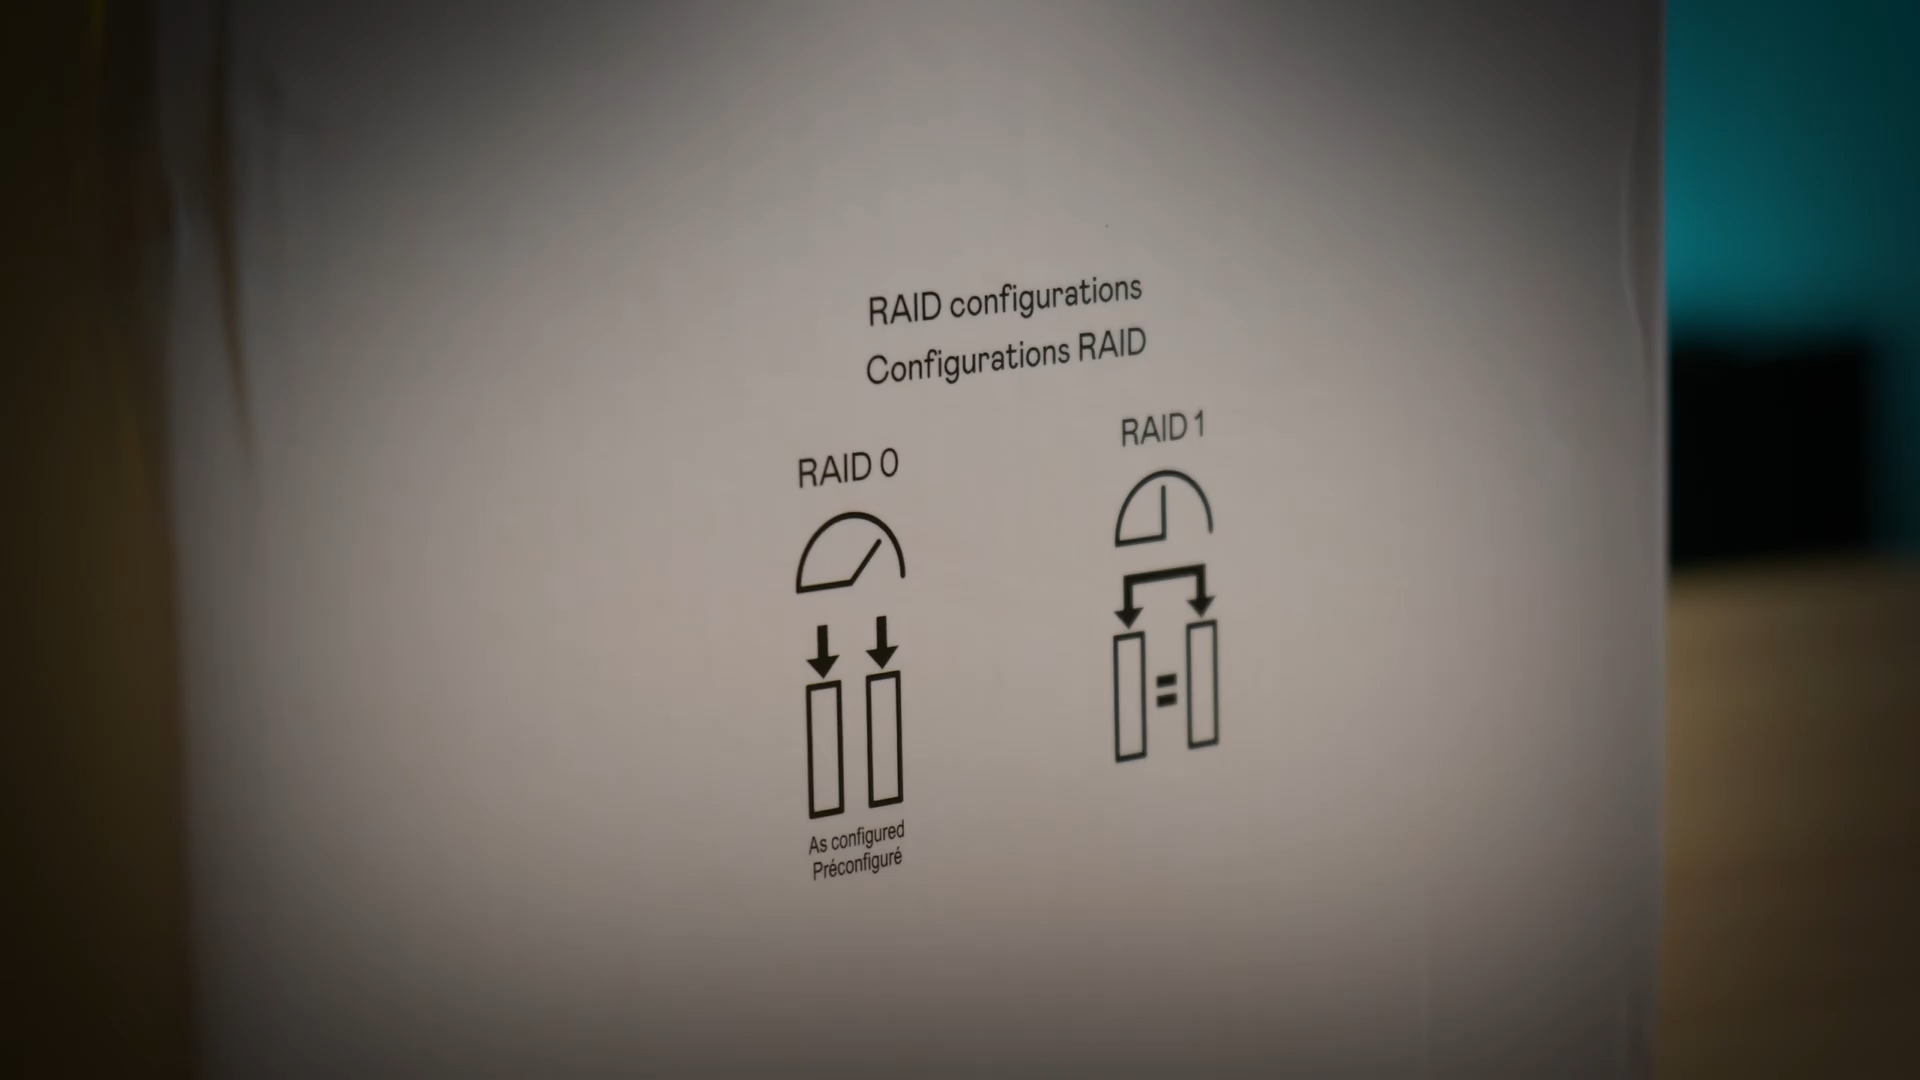 RAID configurations
Configurations RAID
RAID 0
RAID 1
As configured
Préconfiguré